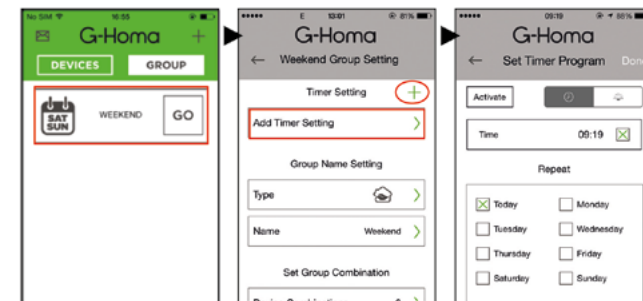 No SIM 16:55
G-Homa
DEVICES GROUP
SAT
SUN
WEEKEND GO
E 10:01 81%
G-Homa
Weekend Group Setting
Timer Setting
Add Timer Setting
Group Name Setting
Type
Name Weekend
Set Group Combination
09:19 86%
G-Homa
Set Timer Program Done
Activate
Time 09:19
Repeat
Today Monday
Tuesday Wednesday
Thursday Friday
Saturday Sunday